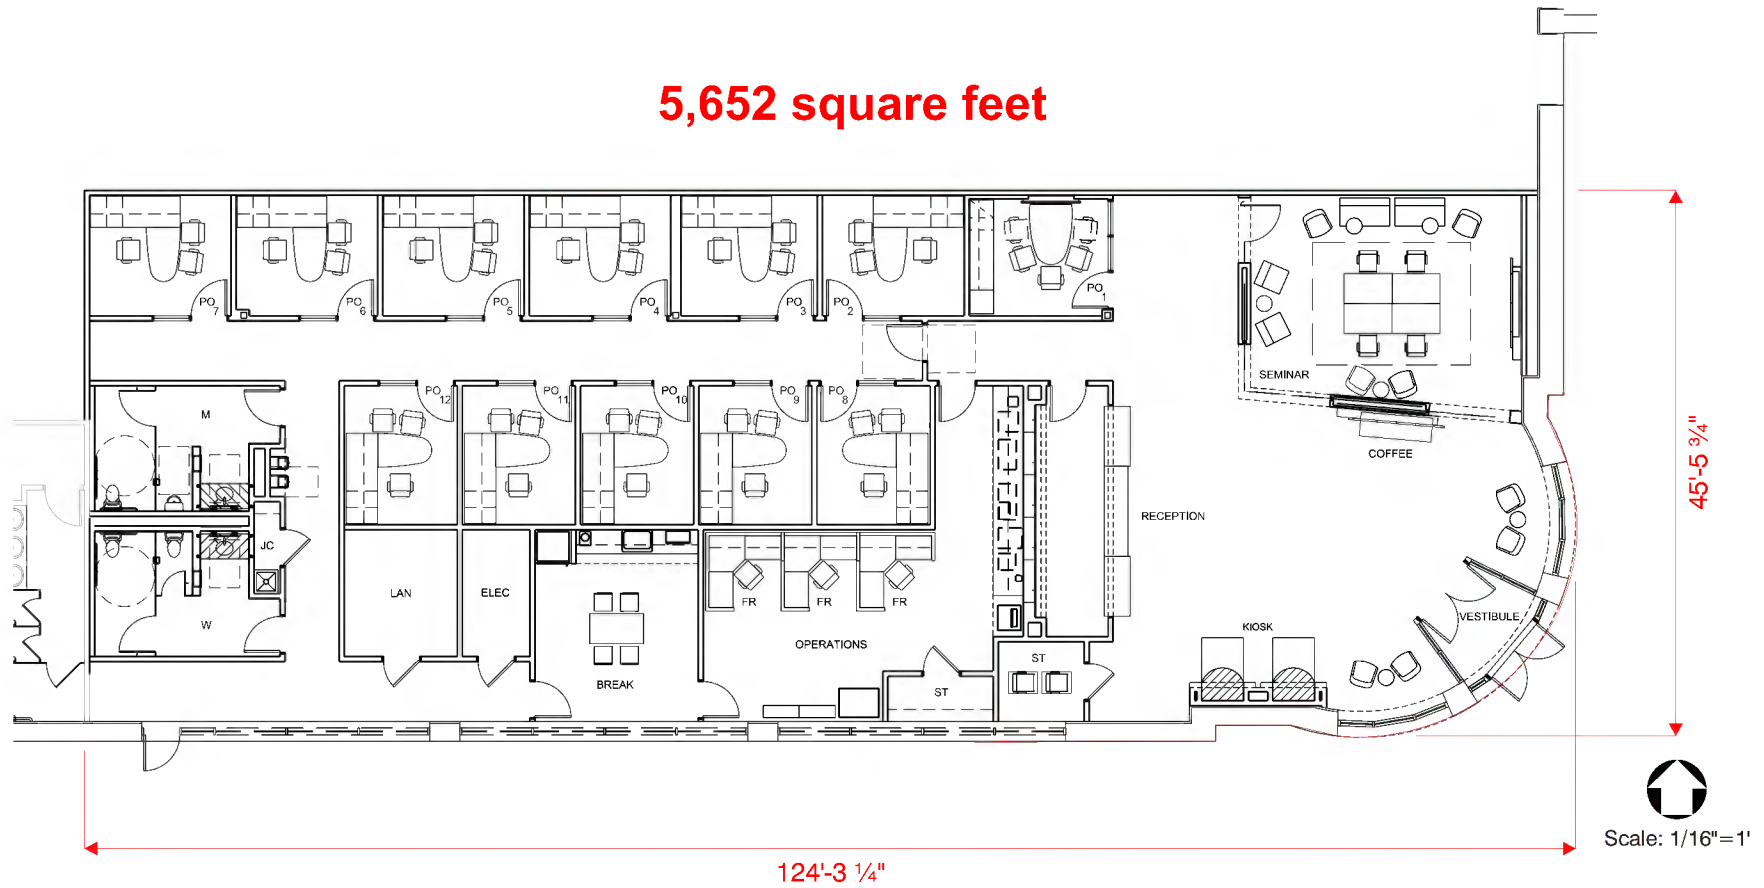 5,652 square feet
PO 7
PO 6
PO 5
PO 4
PO 3
PO 2
PO 1
SEMINAR
PO 12
PO 11
PO 10
PO 9
PO 8
M
COFFEE
45'-5 ¾"
RECEPTION
JC
LAN
ELEC
FR
FR
FR
W
OPERATIONS
KIOSK
VESTIBULE
ST
BREAK
ST
Scale: 1/16"=1'
124'-3 ¼"